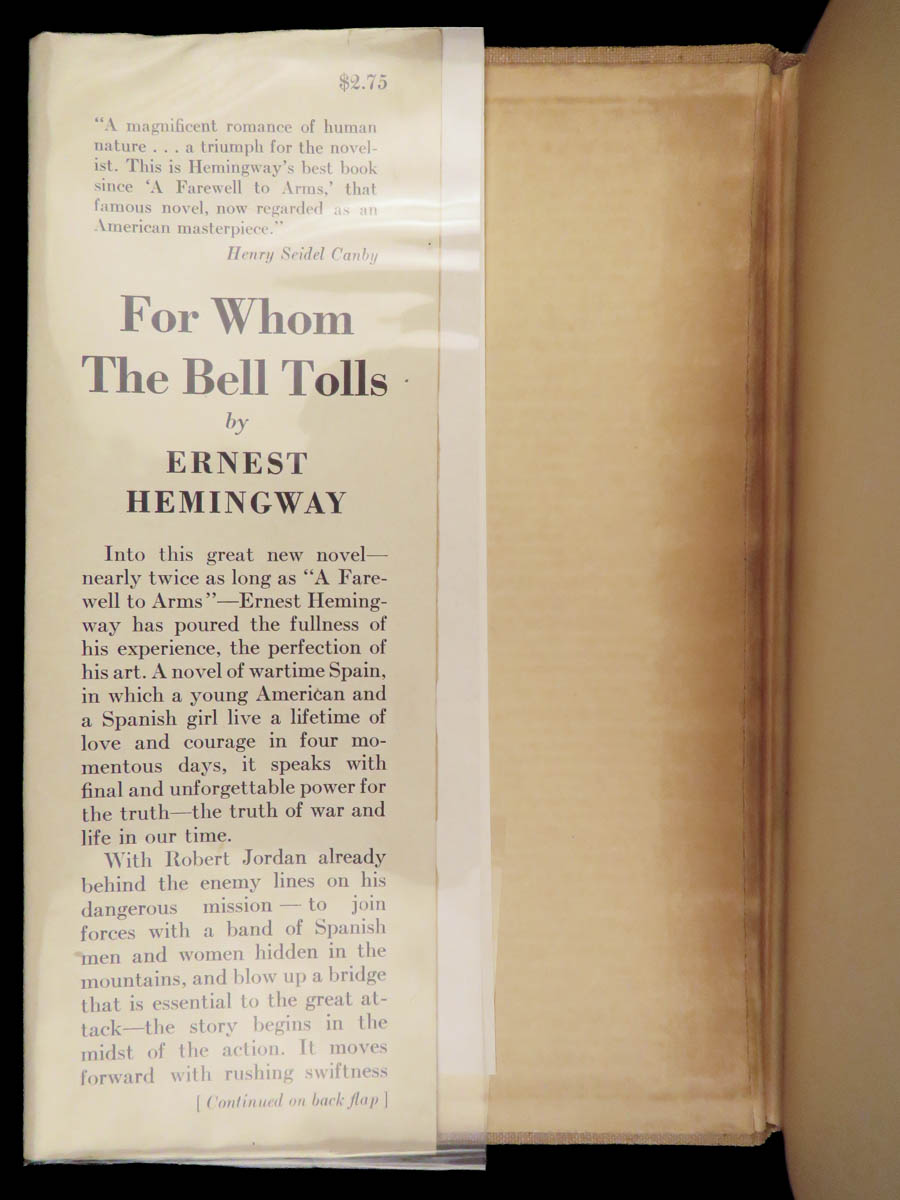 $2.75
“A magnificent romance of human
nature . . . a triumph for the novel-
ist. This is Hemingway’s best book
since ‘A Farewell to Arms,’ that
famous novel, now regarded as an
American masterpiece.”
Henry Seidel Canby
For Whom
The Bell Tolls
by
ERNEST
HEMINGWAY
Into this great new novel—
nearly twice as long as “A Fare-
well to Arms”—Ernest Heming-
way has poured the fullness of
his experience, the perfection of
his art. A novel of wartime Spain,
in which a young American and
a Spanish girl live a lifetime of
love and courage in four mo-
mentous days, it speaks with
final and unforgettable power for
the truth—the truth of war and
life in our time.
With Robert Jordan already
behind the enemy lines on his
dangerous mission — to join
forces with a band of Spanish
men and women hidden in the
mountains, and blow up a bridge
that is essential to the great at-
tack—the story begins in the
midst of the action. It moves
forward with rushing swiftness
[ Continued on back flap ]